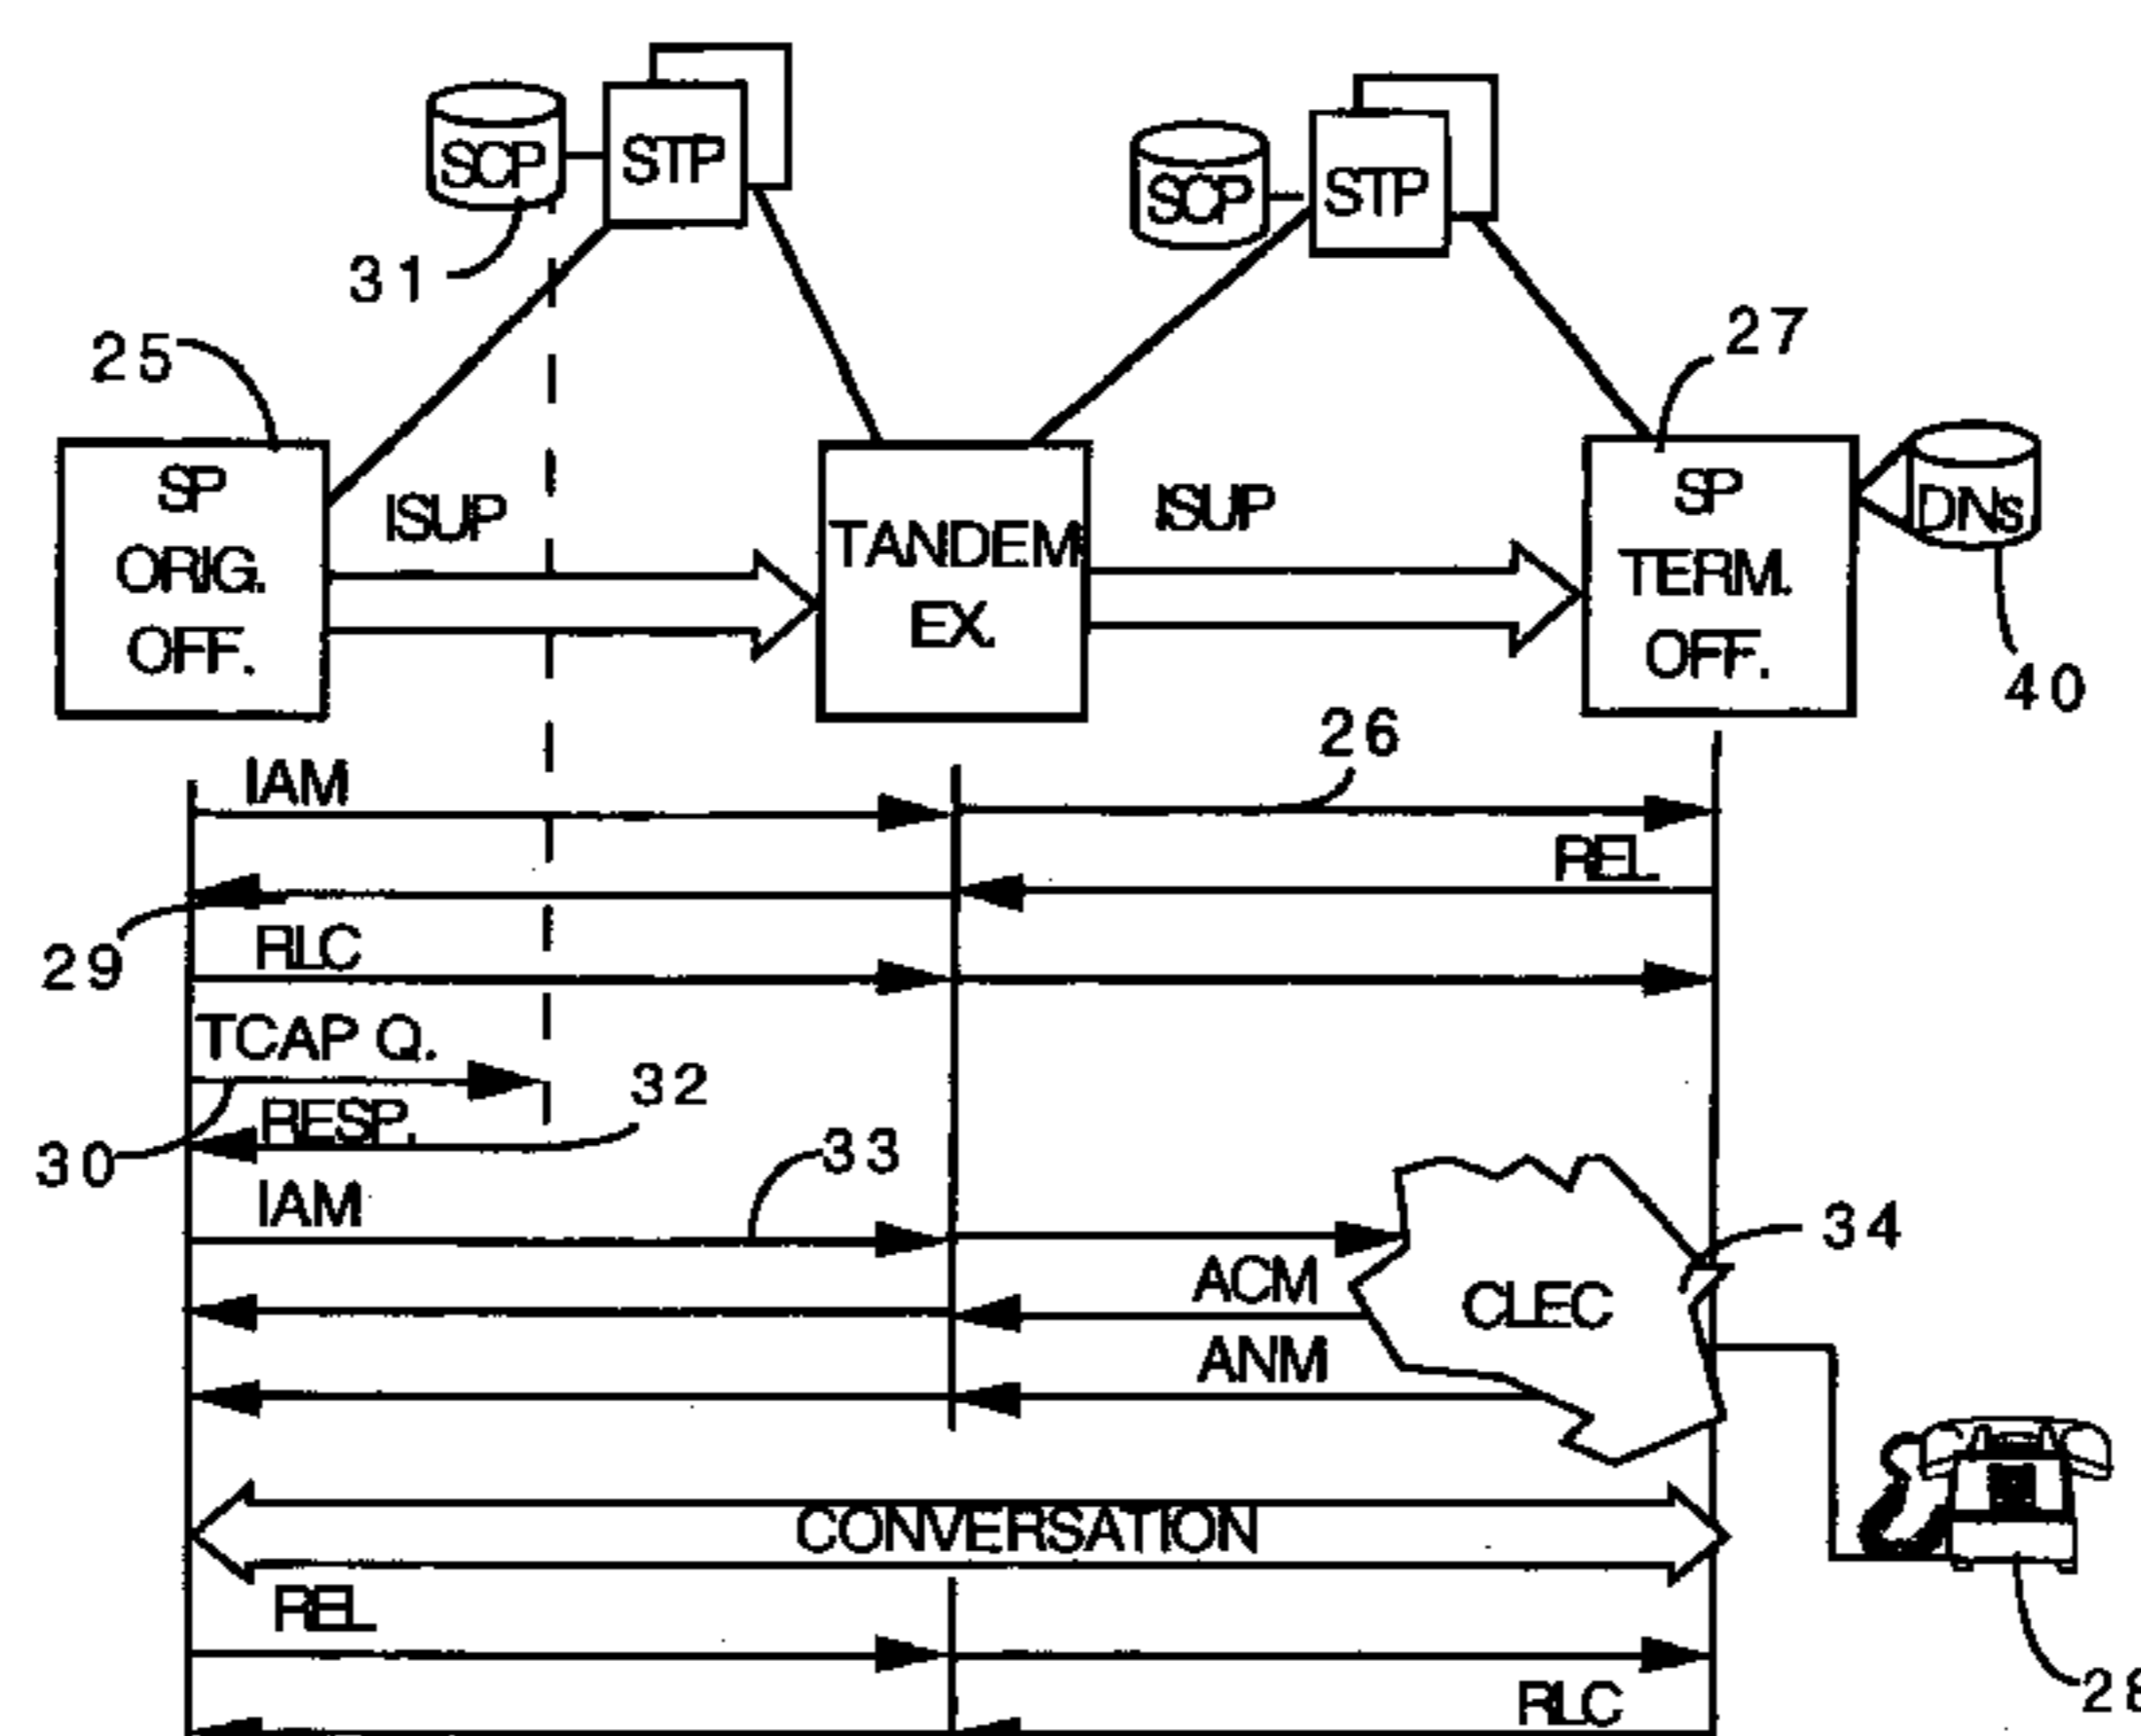 SCP
STP
SCP
STP
31
25
27
SP
ORIG.
OFF.
ISUP
TANDEM
EX.
ISUP
SP
TERM.
OFF.
DNs
40
26
IAM
REL
29
RLC
TCAP Q.
32
RESP.
30
33
IAM
34
ACM
CLEC
ANM
CONVERSATION
REL
28
RLC